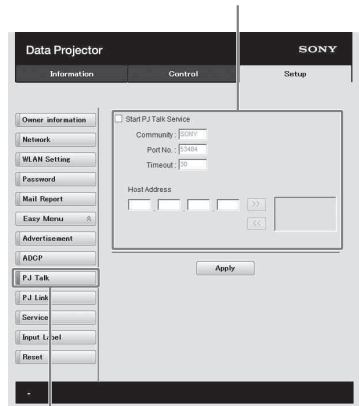 Data Projector
SONY
Information
Control
Setup
Owner information
Network
WLAN Setting
Password
Mail Report
Easy Menu
Advertisement
ADCP
PJ Talk
PJ Link
Service
Input Label
Reset
Start PJ Talk Service
Community : SONY
Port No. : 53484
Timeout : 30
Host Address
. . .
>>
<<
Apply
-